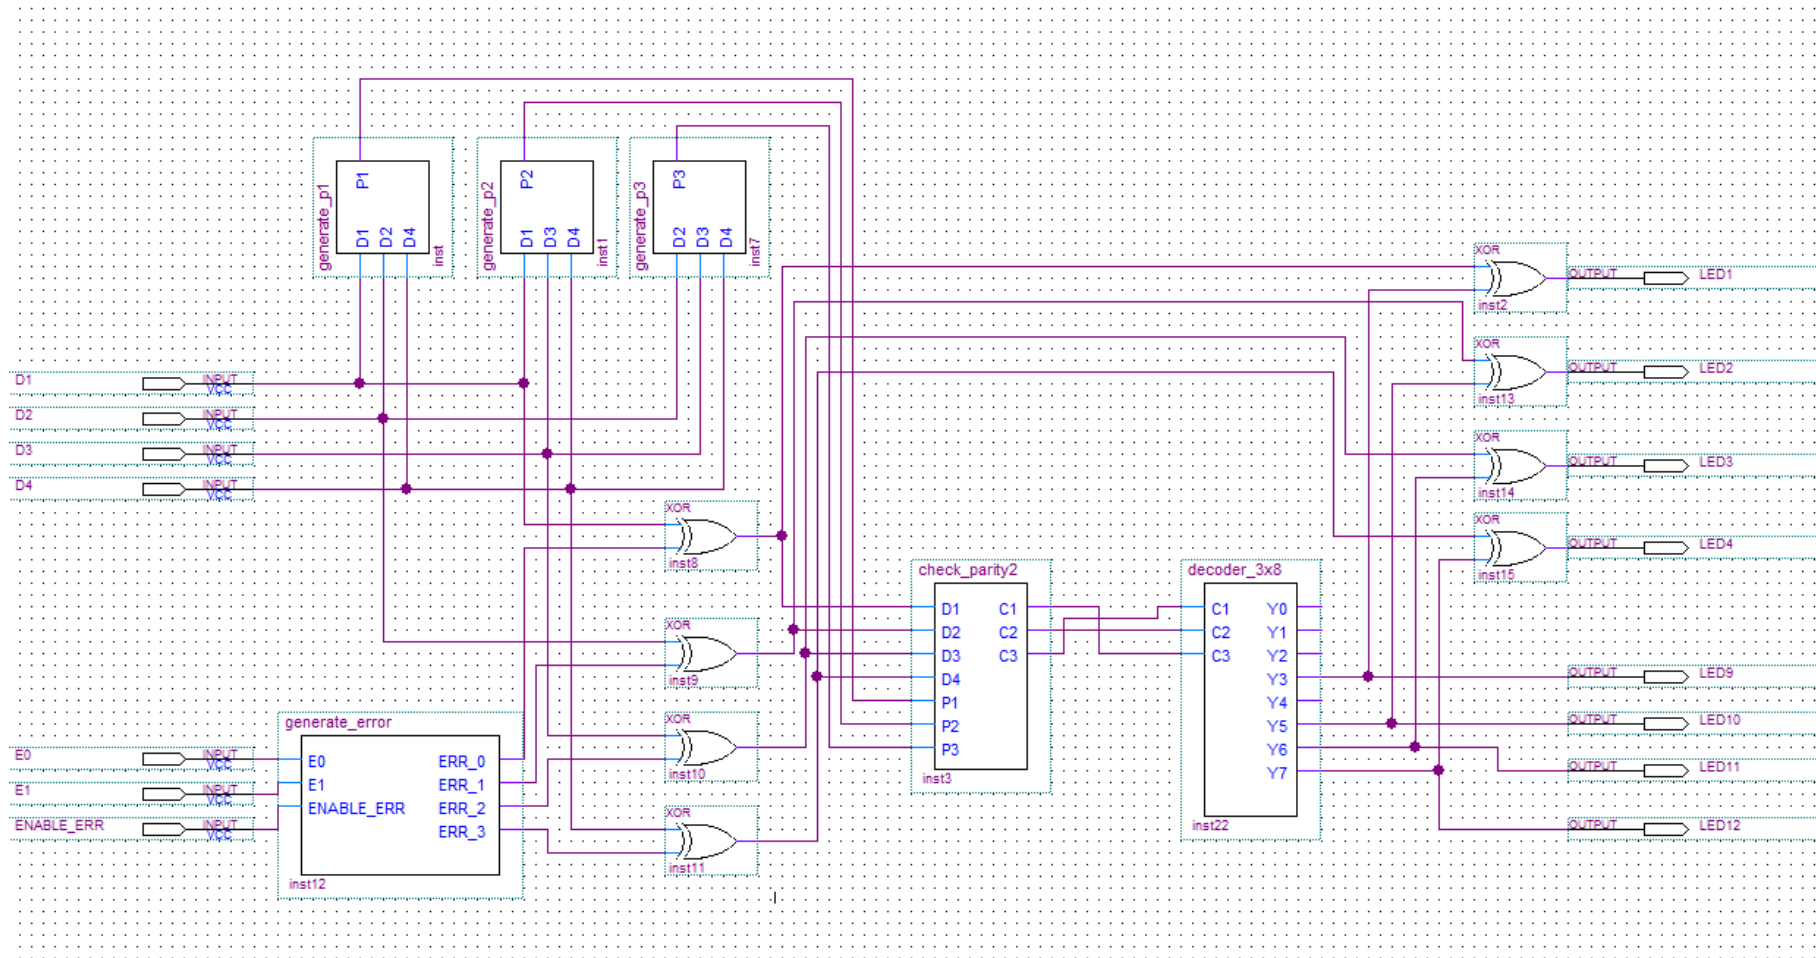 generate_p1
P1
D1 D2 D4
inst
generate_p2
P2
D1 D3 D4
inst1
generate_p3
P3
D2 D3 D4
inst7
D1 INPUT VCC
D2 INPUT VCC
D3 INPUT VCC
D4 INPUT VCC
XOR
inst8
XOR
inst9
XOR
inst10
XOR
inst11
E0 INPUT VCC
E1 INPUT VCC
ENABLE_ERR INPUT VCC
generate_error
E0 ERR_0
E1 ERR_1
ENABLE_ERR ERR_2
ERR_3
inst12
check_parity2
D1 C1
D2 C2
D3 C3
D4
P1
P2
P3
inst3
decoder_3x8
C1 Y0
C2 Y1
C3 Y2
Y3
Y4
Y5
Y6
Y7
inst22
XOR
inst2
OUTPUT LED1
XOR
inst13
OUTPUT LED2
XOR
inst14
OUTPUT LED3
XOR
inst15
OUTPUT LED4
OUTPUT LED9
OUTPUT LED10
OUTPUT LED11
OUTPUT LED12